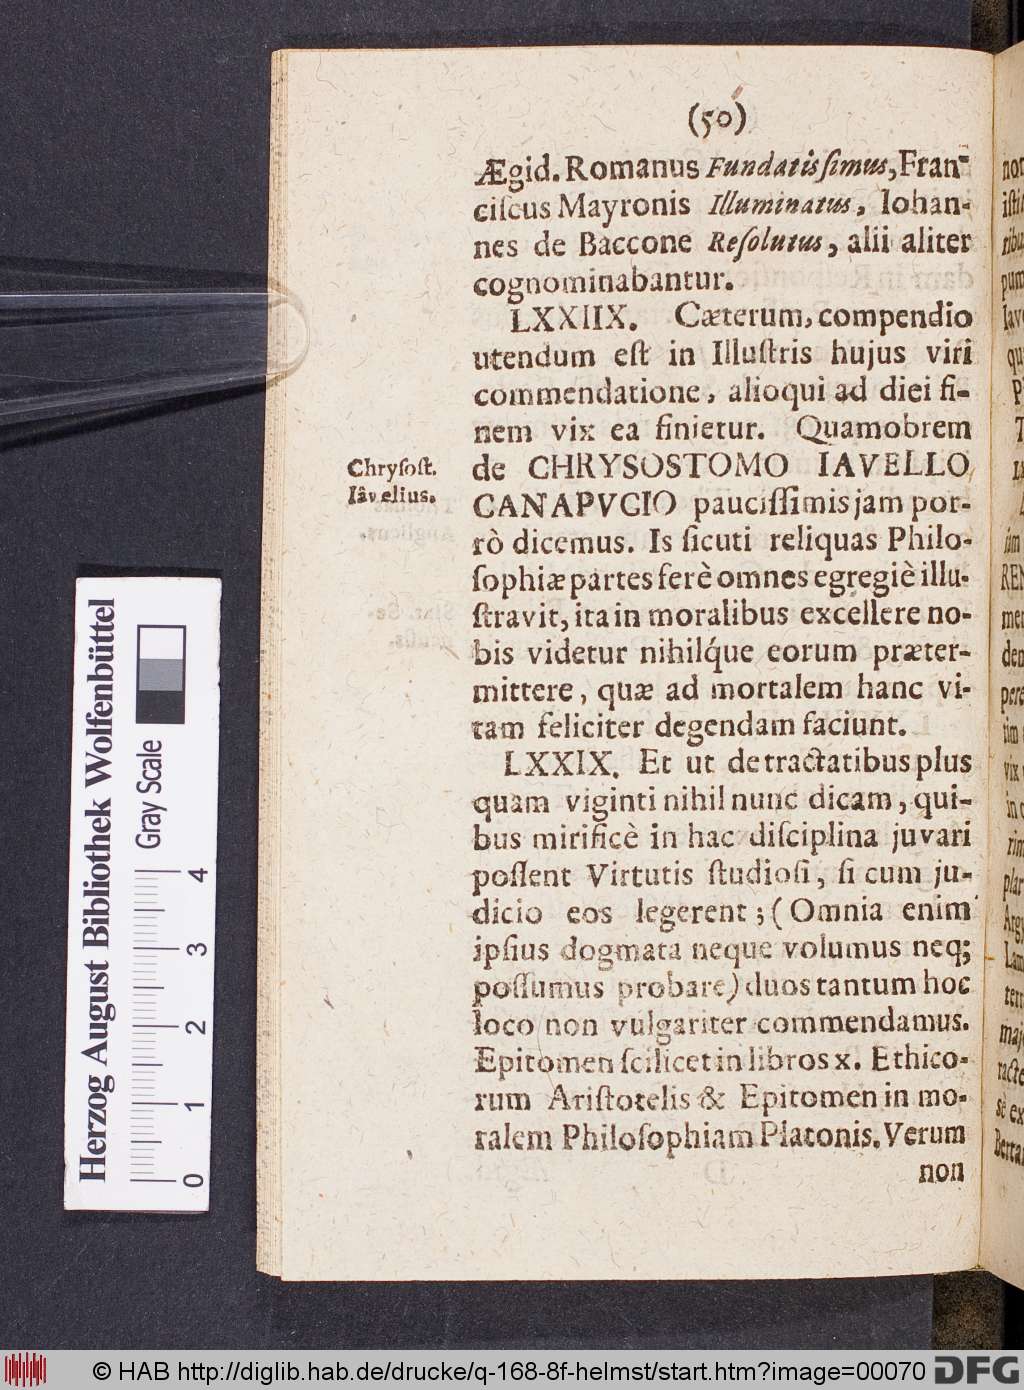 (50)
Ægid. Romanus Fundatisſimus, Fran-
ciſcus Mayronis Illuminatus, Iohan-
nes de Baccone Reſolutus, alii aliter
cognominabantur.
LXXIIX. Cæterum, compendio
utendum eſt in Illuſtris hujus viri
commendatione, alioqui ad diei fi-
nem vix ea finietur. Quamobrem
de CHRYSOSTOMO IAVELLO
CANAPVCIO pauciſſimis jam por-
rò dicemus. Is ſicuti reliquas Philo-
ſophiæ partes ferè omnes egregiè illu-
ſtravit, ita in moralibus excellere no-
bis videtur nihilq́ue eorum præter-
mittere, quæ ad mortalem hanc vi-
tam feliciter degendam faciunt.
LXXIX. Et ut de tractatibus plus
quam viginti nihil nunc dicam, qui-
bus mirificè in hac diſciplina juvari
poſſent Virtutis ſtudioſi, ſi cum ju-
dicio eos legerent; (Omnia enim
ipſius dogmata neque volumus neq;
poſſumus probare) duos tantum hoc
loco non vulgariter commendamus.
Epitomen ſcilicet in libros x. Ethico-
rum Ariſtotelis & Epitomen in mo-
ralem Philoſophiam Platonis. Verum
non
Chryſoſt.
Iâvelius.
Herzog August Bibliothek Wolfenbüttel
Gray Scale
0 1 2 3 4
© HAB http://diglib.hab.de/drucke/q-168-8f-helmst/start.htm?image=00070
DFG